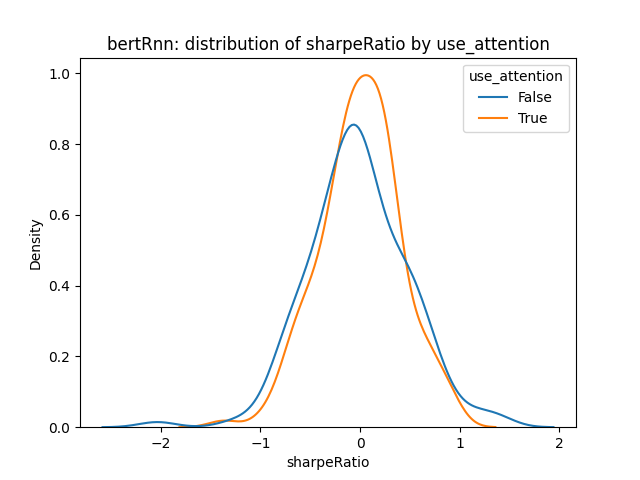 bertRnn: distribution of sharpeRatio by use_attention
use_attention
False
True
1.0
0.8
0.6
0.4
0.2
0.0
Density
−2
−1
0
1
2
sharpeRatio